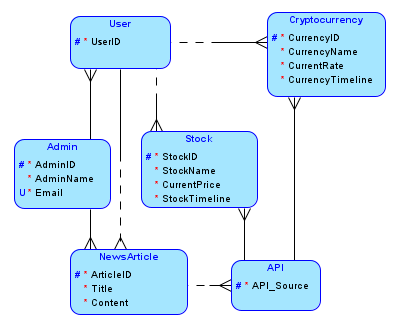 User
# * UserID
Cryptocurrency
# * CurrencyID
* CurrencyName
* CurrentRate
* CurrencyTimeline
Admin
# * AdminID
* AdminName
U * Email
Stock
# * StockID
* StockName
* CurrentPrice
* StockTimeline
NewsArticle
# * ArticleID
* Title
* Content
API
# * API_Source